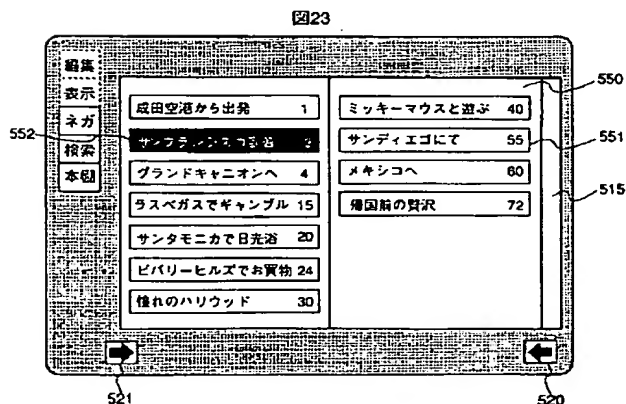 図23
編集
表示
ネガ
検索
本棚
成田空港から出発 1
グランドキャニオンへ 4
ラスベガスでギャンブル 15
サンタモニカで日光浴 20
ビバリーヒルズでお買物 24
憧れのハリウッド 30
ミッキーマウスと遊ぶ 40
サンディエゴにて 55
メキシコへ 60
帰国前の贅沢 72
550
551
515
552
521
520